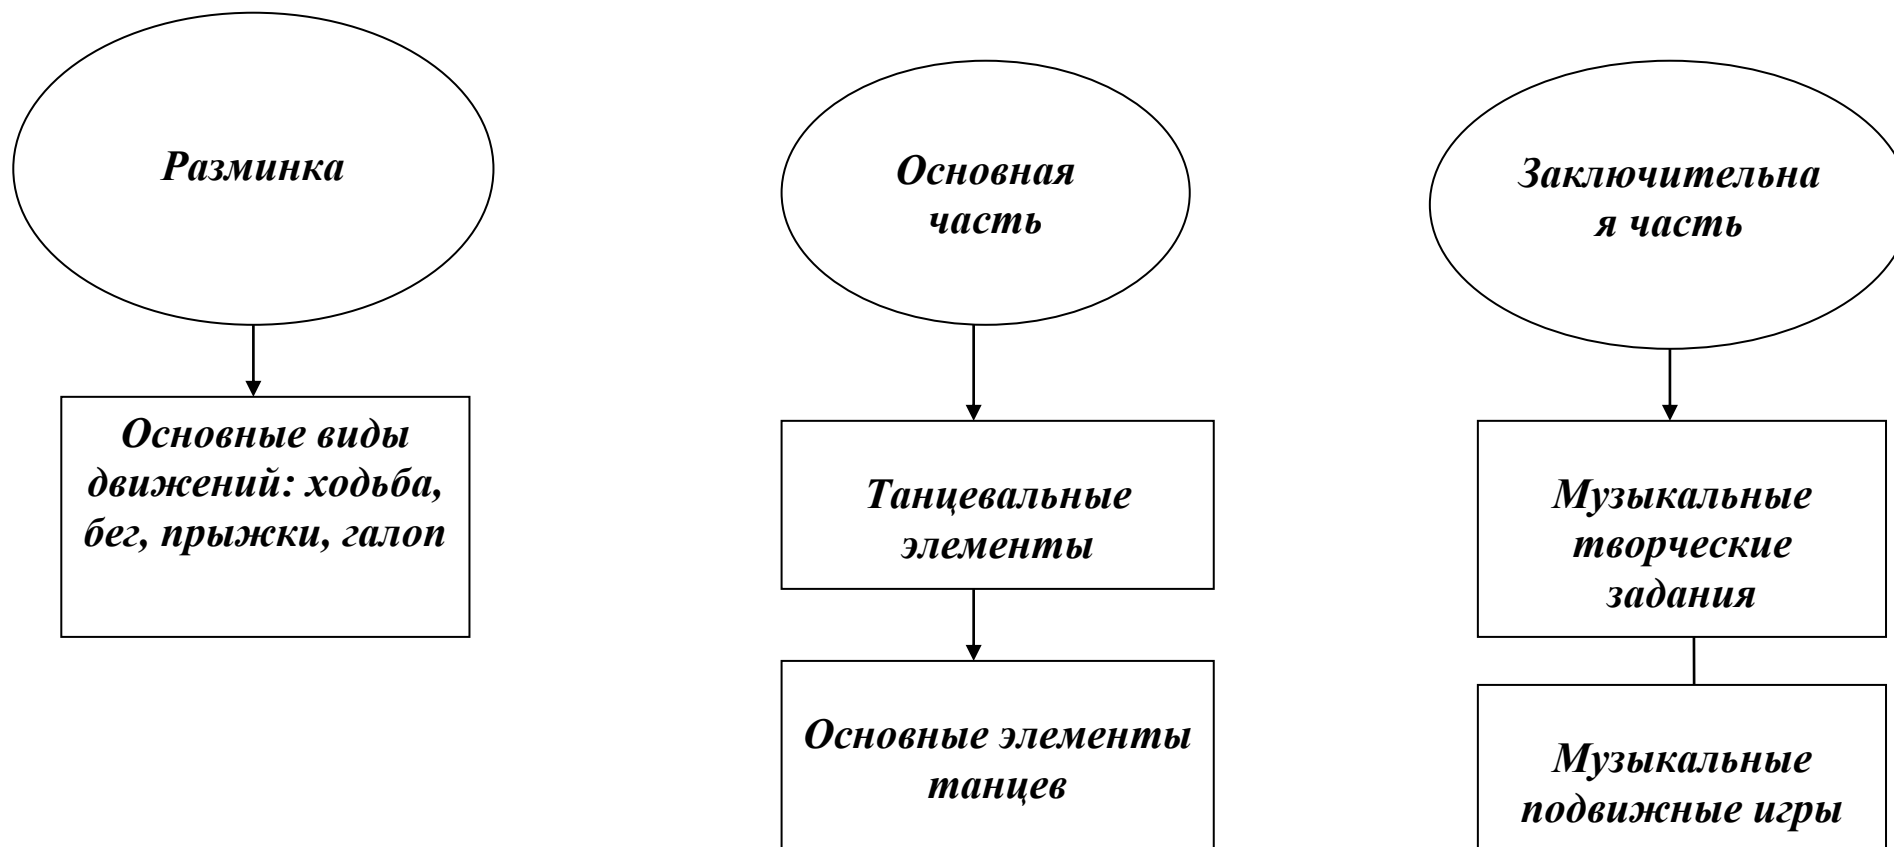 Разминка
Основные виды
движений: ходьба,
бег, прыжки, галоп
Основная
часть
Танцевальные
элементы
Основные элементы
танцев
Заключительна
я часть
Музыкальные
творческие
задания
Музыкальные
подвижные игры